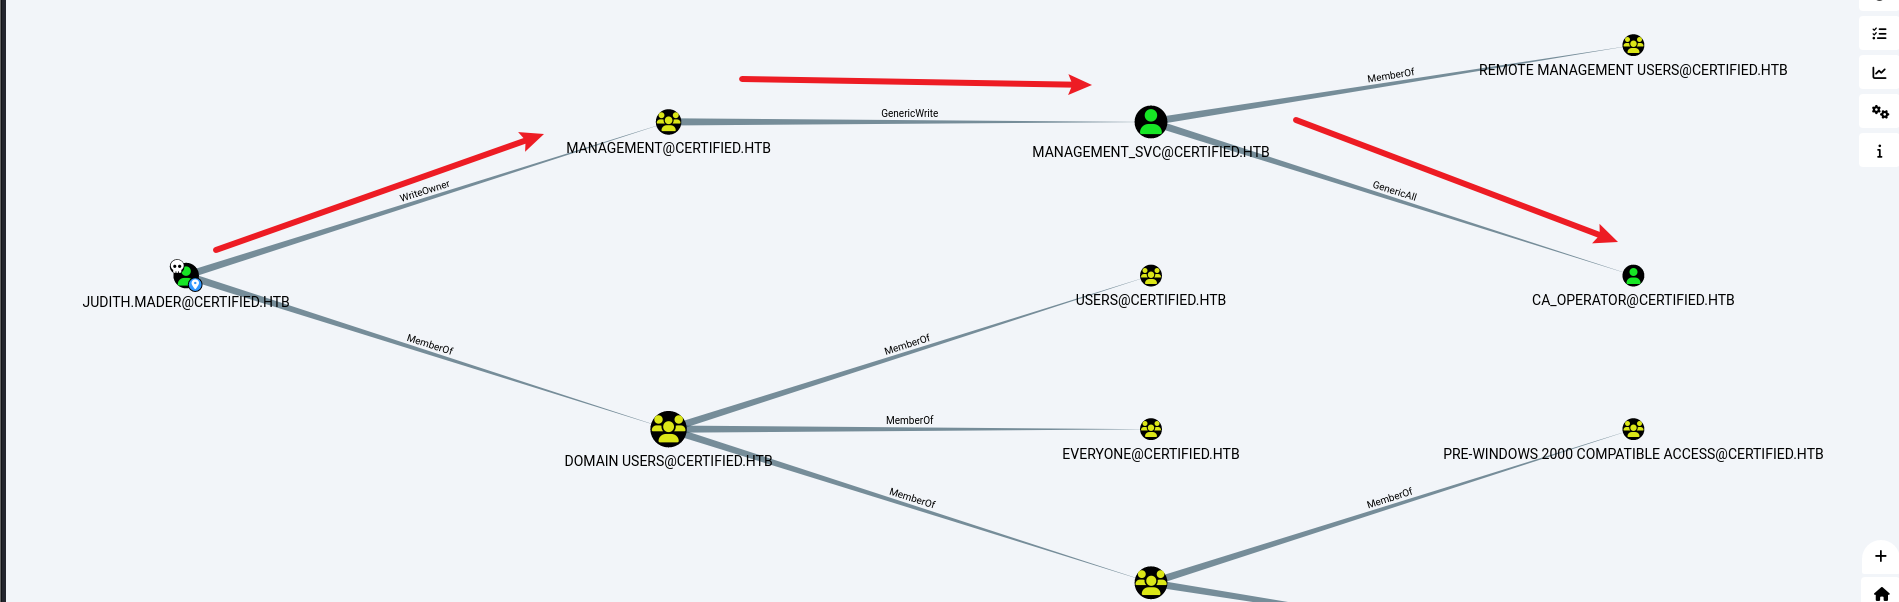 REMOTE MANAGEMENT USERS@CERTIFIED.HTB
MemberOf
GenericWrite
MANAGEMENT@CERTIFIED.HTB
MANAGEMENT_SVC@CERTIFIED.HTB
WriteOwner
GenericAll
JUDITH.MADER@CERTIFIED.HTB
USERS@CERTIFIED.HTB
CA_OPERATOR@CERTIFIED.HTB
MemberOf
MemberOf
MemberOf
DOMAIN USERS@CERTIFIED.HTB
EVERYONE@CERTIFIED.HTB
PRE-WINDOWS 2000 COMPATIBLE ACCESS@CERTIFIED.HTB
MemberOf
MemberOf